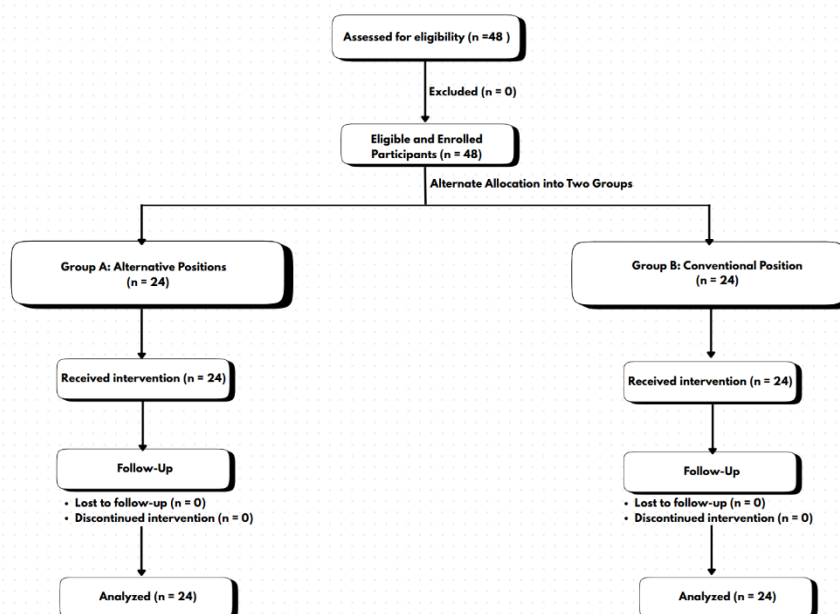 Assessed for eligibility (n =48 )
Excluded (n = 0)
Eligible and Enrolled
Participants (n = 48)
Alternate Allocation into Two Groups
Group A: Alternative Positions
(n = 24)
Group B: Conventional Position
(n = 24)
Received intervention (n = 24)
Received intervention (n = 24)
Follow-Up
Follow-Up
• Lost to follow-up (n = 0)
• Discontinued intervention (n = 0)
• Lost to follow-up (n = 0)
• Discontinued intervention (n = 0)
Analyzed (n = 24)
Analyzed (n = 24)